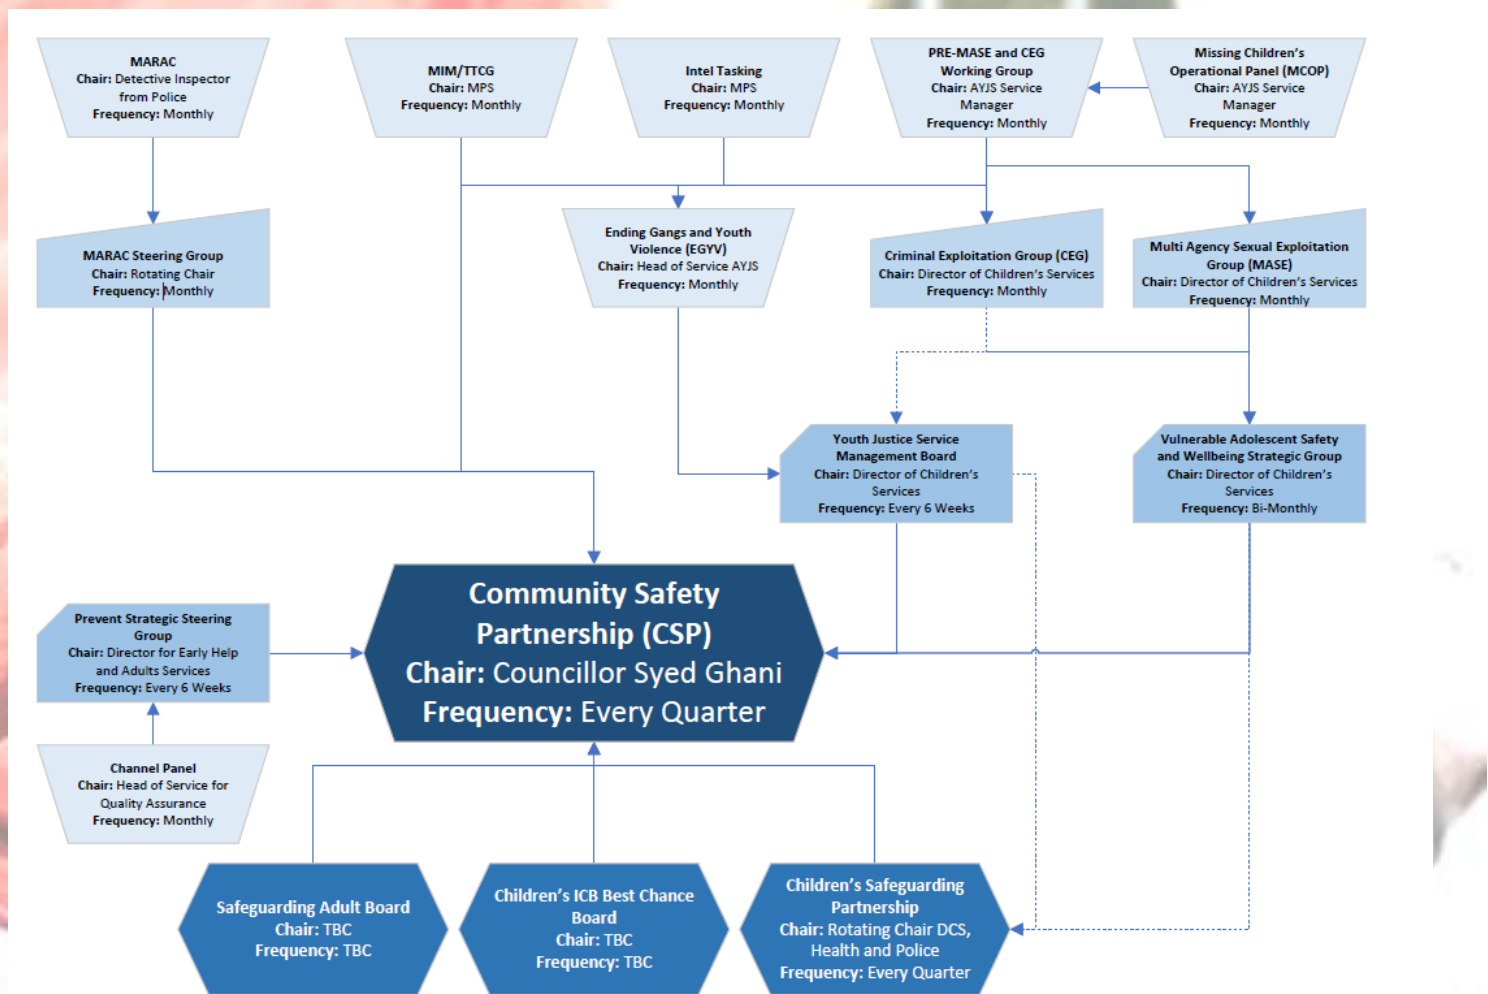 MARAC
Chair: Detective Inspector
from Police
Frequency: Monthly
MIM/TTCG
Chair: MPS
Frequency: Monthly
Intel Tasking
Chair: MPS
Frequency: Monthly
PRE-MASE and CEG
Working Group
Chair: AYJS Service
Manager
Frequency: Monthly
Missing Children's
Operational Panel (MCOP)
Chair: AYJS Service
Manager
Frequency: Monthly
MARAC Steering Group
Chair: Rotating Chair
Frequency: Monthly
Ending Gangs and Youth
Violence (EGYV)
Chair: Head of Service AYJS
Frequency: Monthly
Criminal Exploitation Group (CEG)
Chair: Director of Children's Services
Frequency: Monthly
Multi Agency Sexual Exploitation
Group (MASE)
Chair: Director of Children's Services
Frequency: Monthly
Youth Justice Service
Management Board
Chair: Director of Children's
Services
Frequency: Every 6 Weeks
Vulnerable Adolescent Safety
and Wellbeing Strategic Group
Chair: Director of Children's
Services
Frequency: Bi-Monthly
Community Safety
Partnership (CSP)
Chair: Councillor Syed Ghani
Frequency: Every Quarter
Prevent Strategic Steering
Group
Chair: Director for Early Help
and Adults Services
Frequency: Every 6 Weeks
Channel Panel
Chair: Head of Service for
Quality Assurance
Frequency: Monthly
Safeguarding Adult Board
Chair: TBC
Frequency: TBC
Children's ICB Best Chance
Board
Chair: TBC
Frequency: TBC
Children's Safeguarding
Partnership
Chair: Rotating Chair DCS,
Health and Police
Frequency: Every Quarter